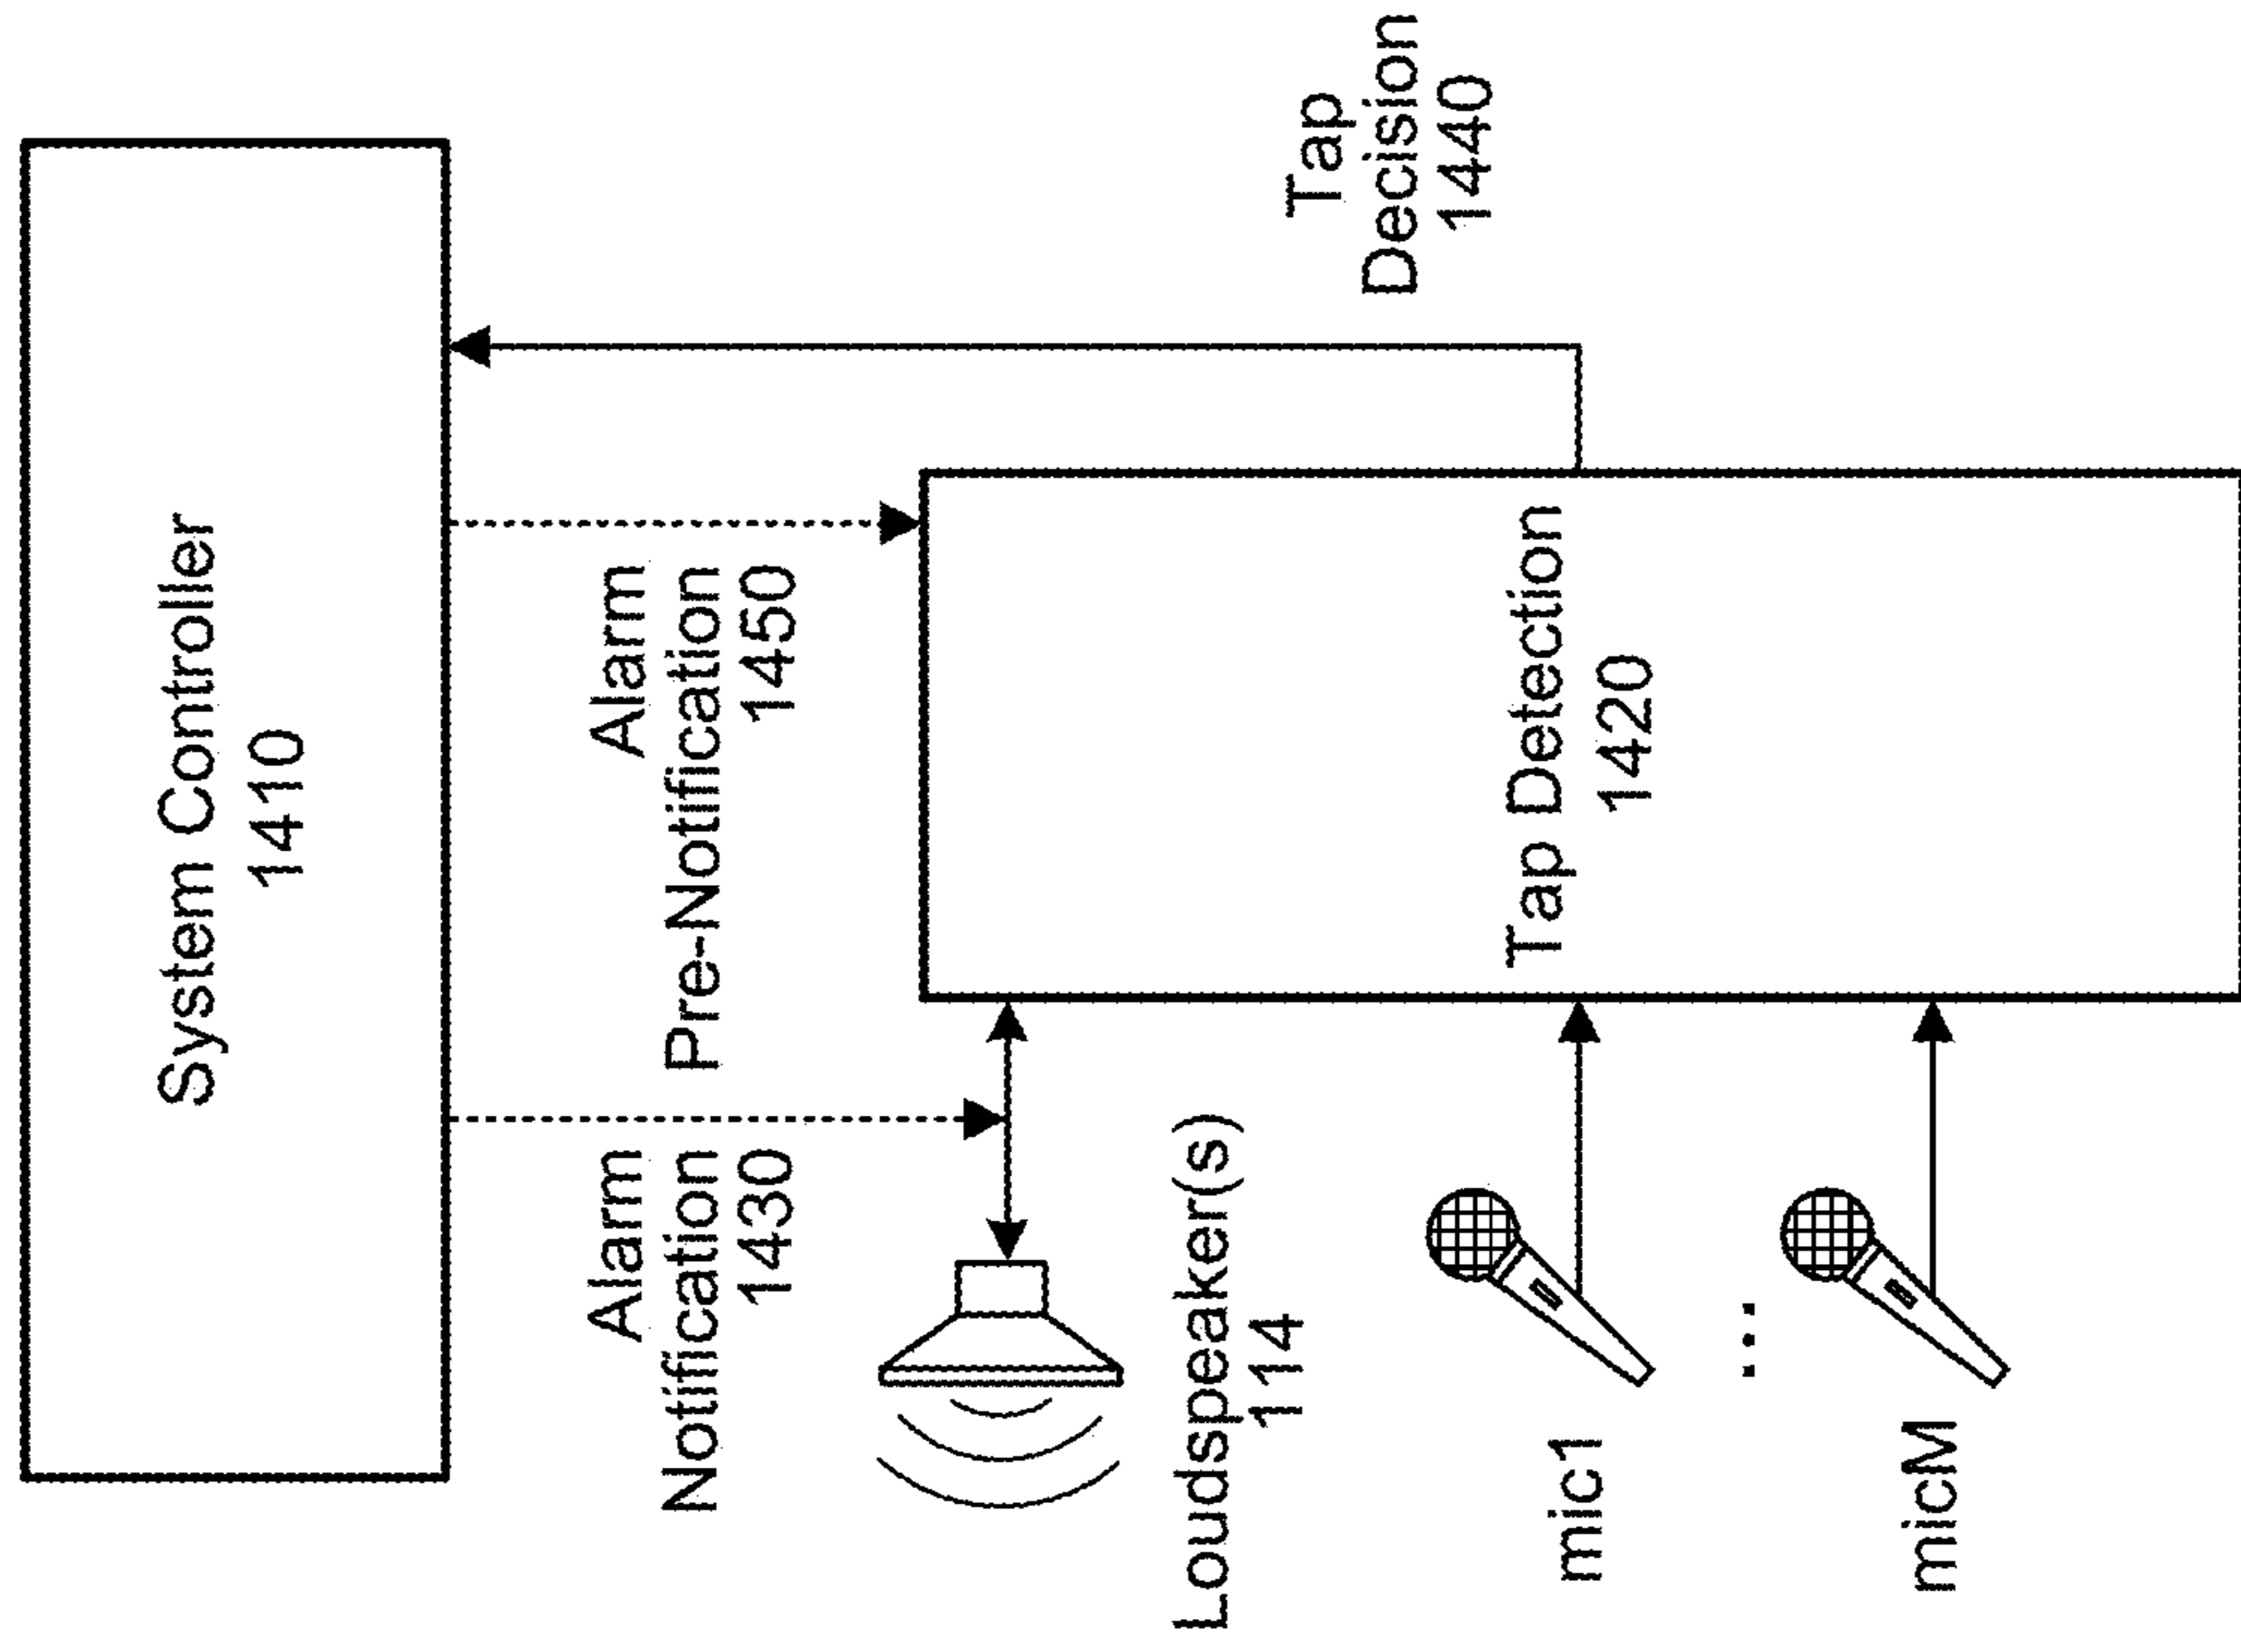 System Controller
1410
Alarm
Notification
1430
Alarm
Pre-Notification
1450
Tap
Decision
1440
Loudspeaker(s)
114
Tap Detection
1420
mic1
...
micM